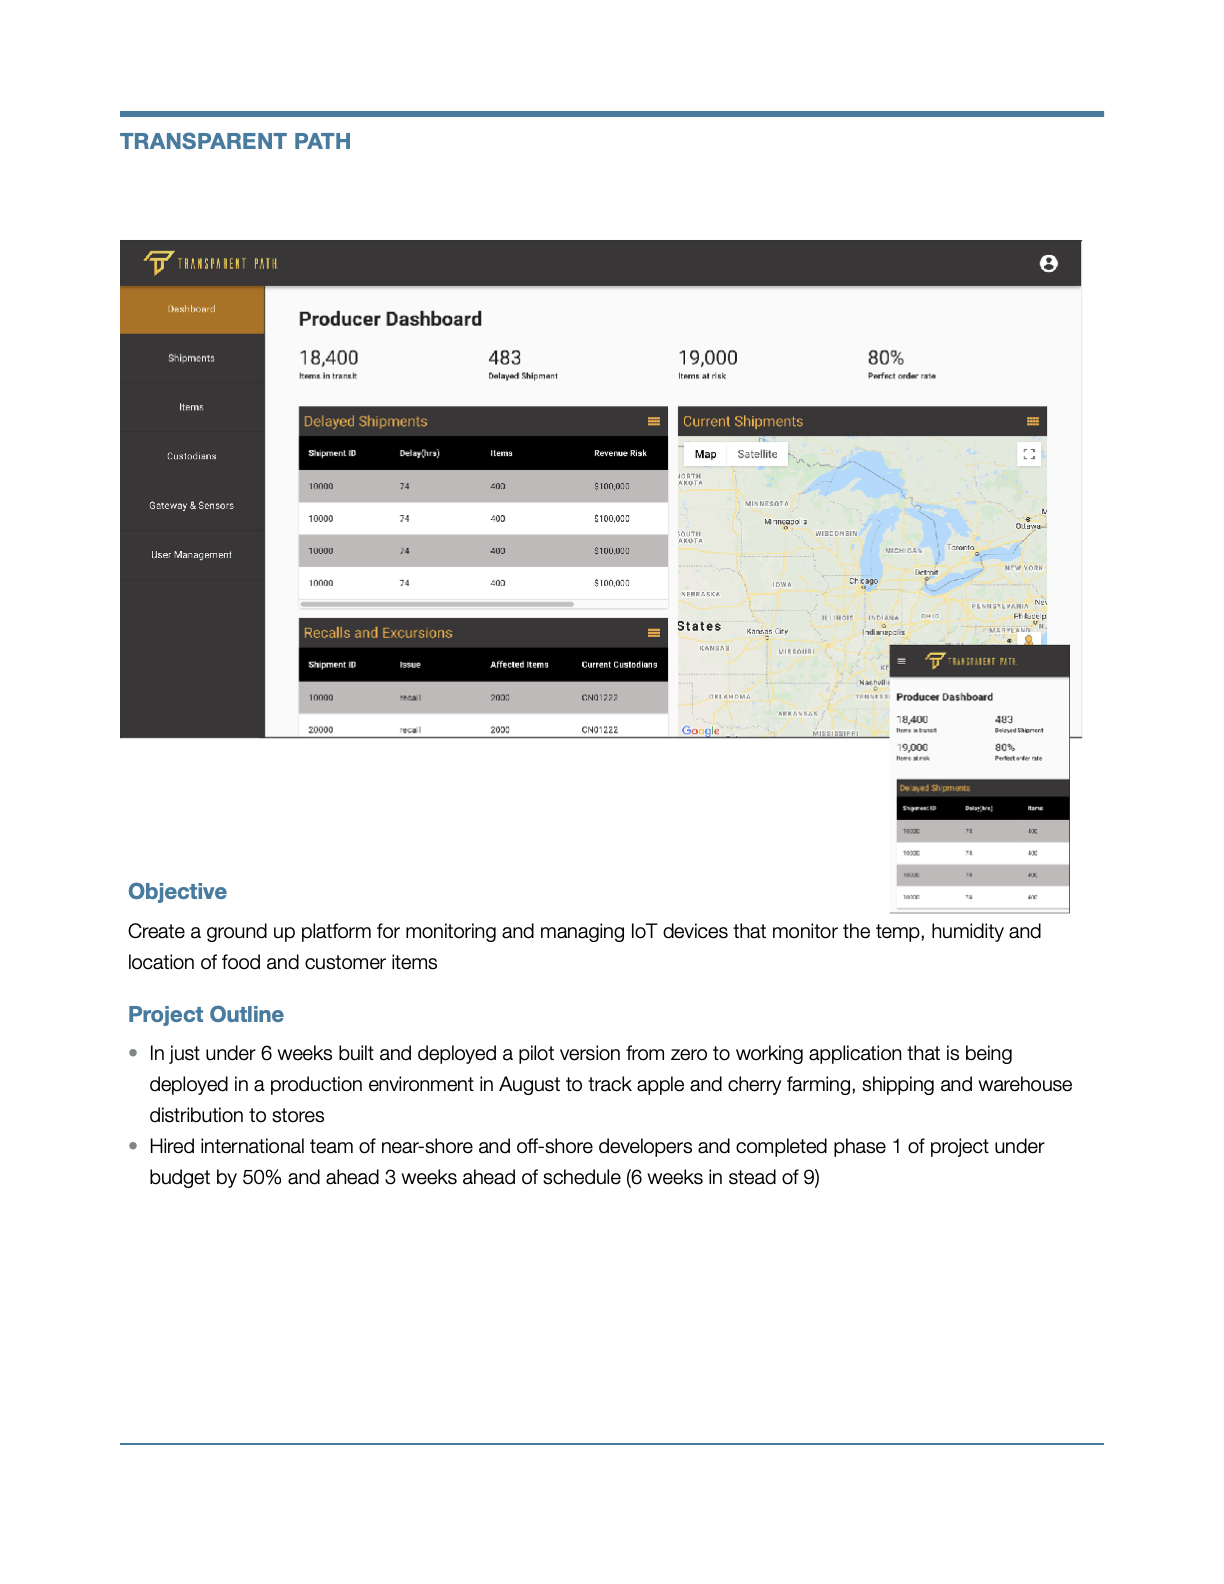 TRANSPARENT PATH
TRANSPARENT PATH
Dashboard
Shipments
Items
Custodians
Gateway & Sensors
User Management
Producer Dashboard
18,400
Items in transit
483
Delayed Shipment
19,000
Items at risk
80%
Perfect order rate
Delayed Shipments
Shipment ID Delay(hrs) Items Revenue Risk
10000 74 400 $100,000
10000 74 400 $100,000
10000 74 400 $100,000
10000 74 400 $100,000
Recalls and Excursions
Shipment ID Issue Affected Items Current Custodians
10000 recall 2000 CN01222
20000 recall 2000 CN01222
Current Shipments
Map Satellite
NORTH
AKOTA
MINNESOTA
Minneapolis
Ottawa
SOUTH
AKOTA
WISCONSIN
MICHIGAN
Toronto
Detroit
NEW YORK
IOWA
Chicago
NEBRASKA
PENNSYLVANIA
ILLINOIS INDIANA OHIO
Philadelp
States
Kansas City
Indianapolis
MARYLAND
KANSAS
MISSOURI
Nashville
OKLAHOMA
TENNESS
ARKANSAS
MISSISSIPPI
Google
TRANSPARENT PATH
Producer Dashboard
18,400
Items in transit
483
Delayed Shipment
19,000
Items at risk
80%
Perfect order rate
Delayed Shipments
Shipment ID Delay(hrs) Items
10000 74 400
10000 74 400
10000 74 400
10000 74 400
Objective
Create a ground up platform for monitoring and managing IoT devices that monitor the temp, humidity and
location of food and customer items
Project Outline
• In just under 6 weeks built and deployed a pilot version from zero to working application that is being
deployed in a production environment in August to track apple and cherry farming, shipping and warehouse
distribution to stores
• Hired international team of near-shore and off-shore developers and completed phase 1 of project under
budget by 50% and ahead 3 weeks ahead of schedule (6 weeks in stead of 9)